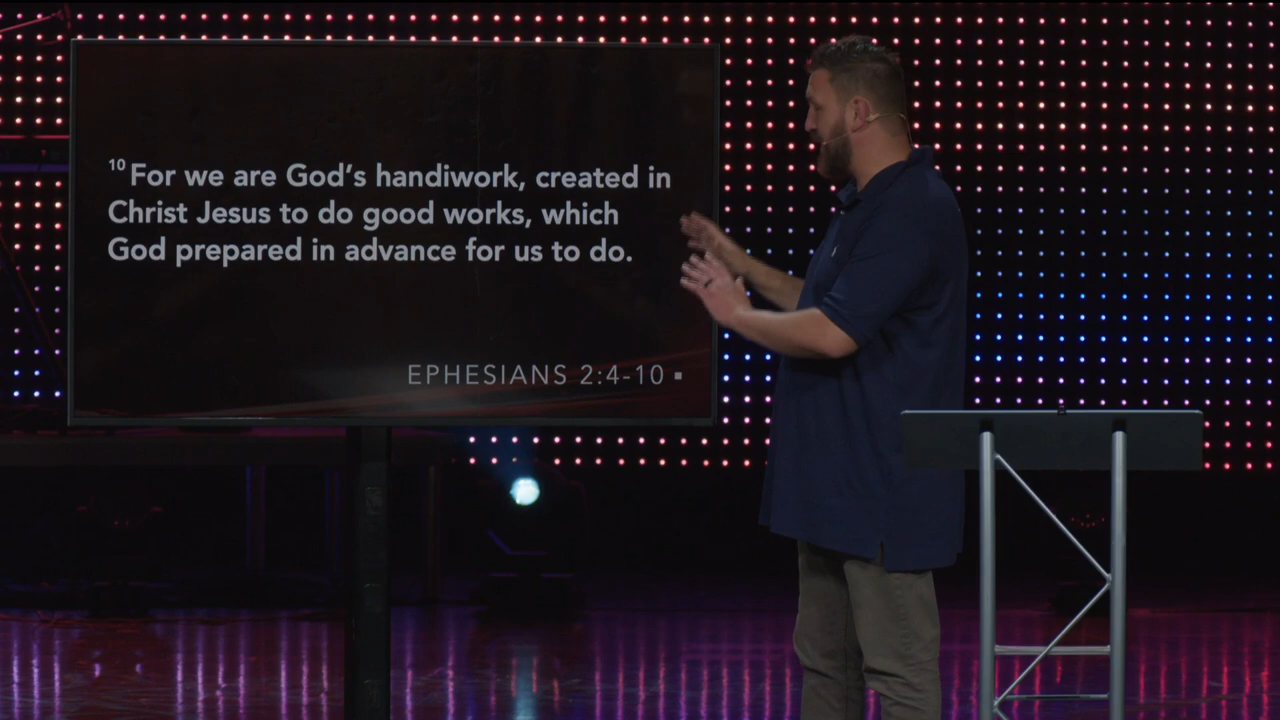 10 For we are God's handiwork, created in
Christ Jesus to do good works, which
God prepared in advance for us to do.
EPHESIANS 2:4-10